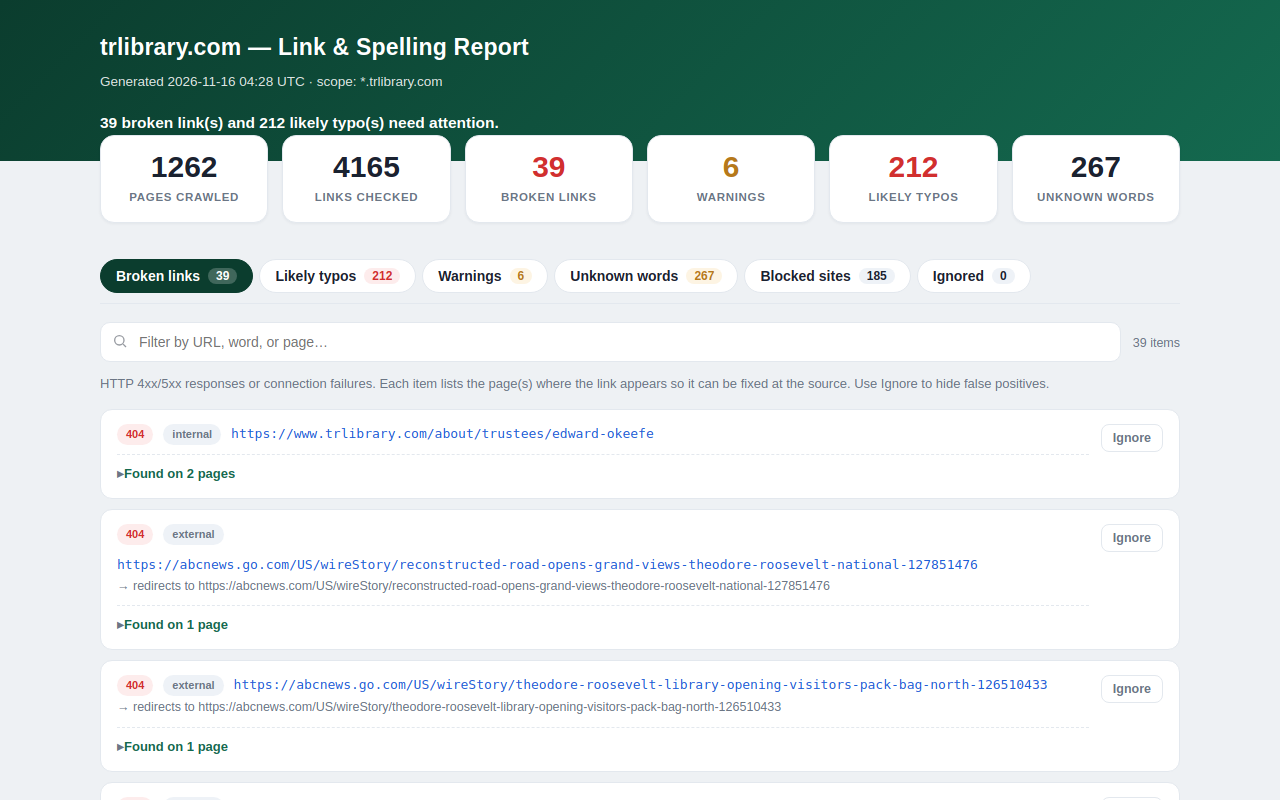 trlibrary.com — Link & Spelling Report
Generated 2026-11-16 04:28 UTC · scope: *.trlibrary.com
39 broken link(s) and 212 likely typo(s) need attention.
1262
PAGES CRAWLED
4165
LINKS CHECKED
39
BROKEN LINKS
6
WARNINGS
212
LIKELY TYPOS
267
UNKNOWN WORDS
Broken links 39
Likely typos 212
Warnings 6
Unknown words 267
Blocked sites 185
Ignored 0
Filter by URL, word, or page…
39 items
HTTP 4xx/5xx responses or connection failures. Each item lists the page(s) where the link appears so it can be fixed at the source. Use Ignore to hide false positives.
404 internal https://www.trlibrary.com/about/trustees/edward-okeefe
Ignore
▸Found on 2 pages
404 external
Ignore
https://abcnews.go.com/US/wireStory/reconstructed-road-opens-grand-views-theodore-roosevelt-national-127851476
→ redirects to https://abcnews.com/US/wireStory/reconstructed-road-opens-grand-views-theodore-roosevelt-national-127851476
▸Found on 1 page
404 external https://abcnews.go.com/US/wireStory/theodore-roosevelt-library-opening-visitors-pack-bag-north-126510433
Ignore
→ redirects to https://abcnews.com/US/wireStory/theodore-roosevelt-library-opening-visitors-pack-bag-north-126510433
▸Found on 1 page